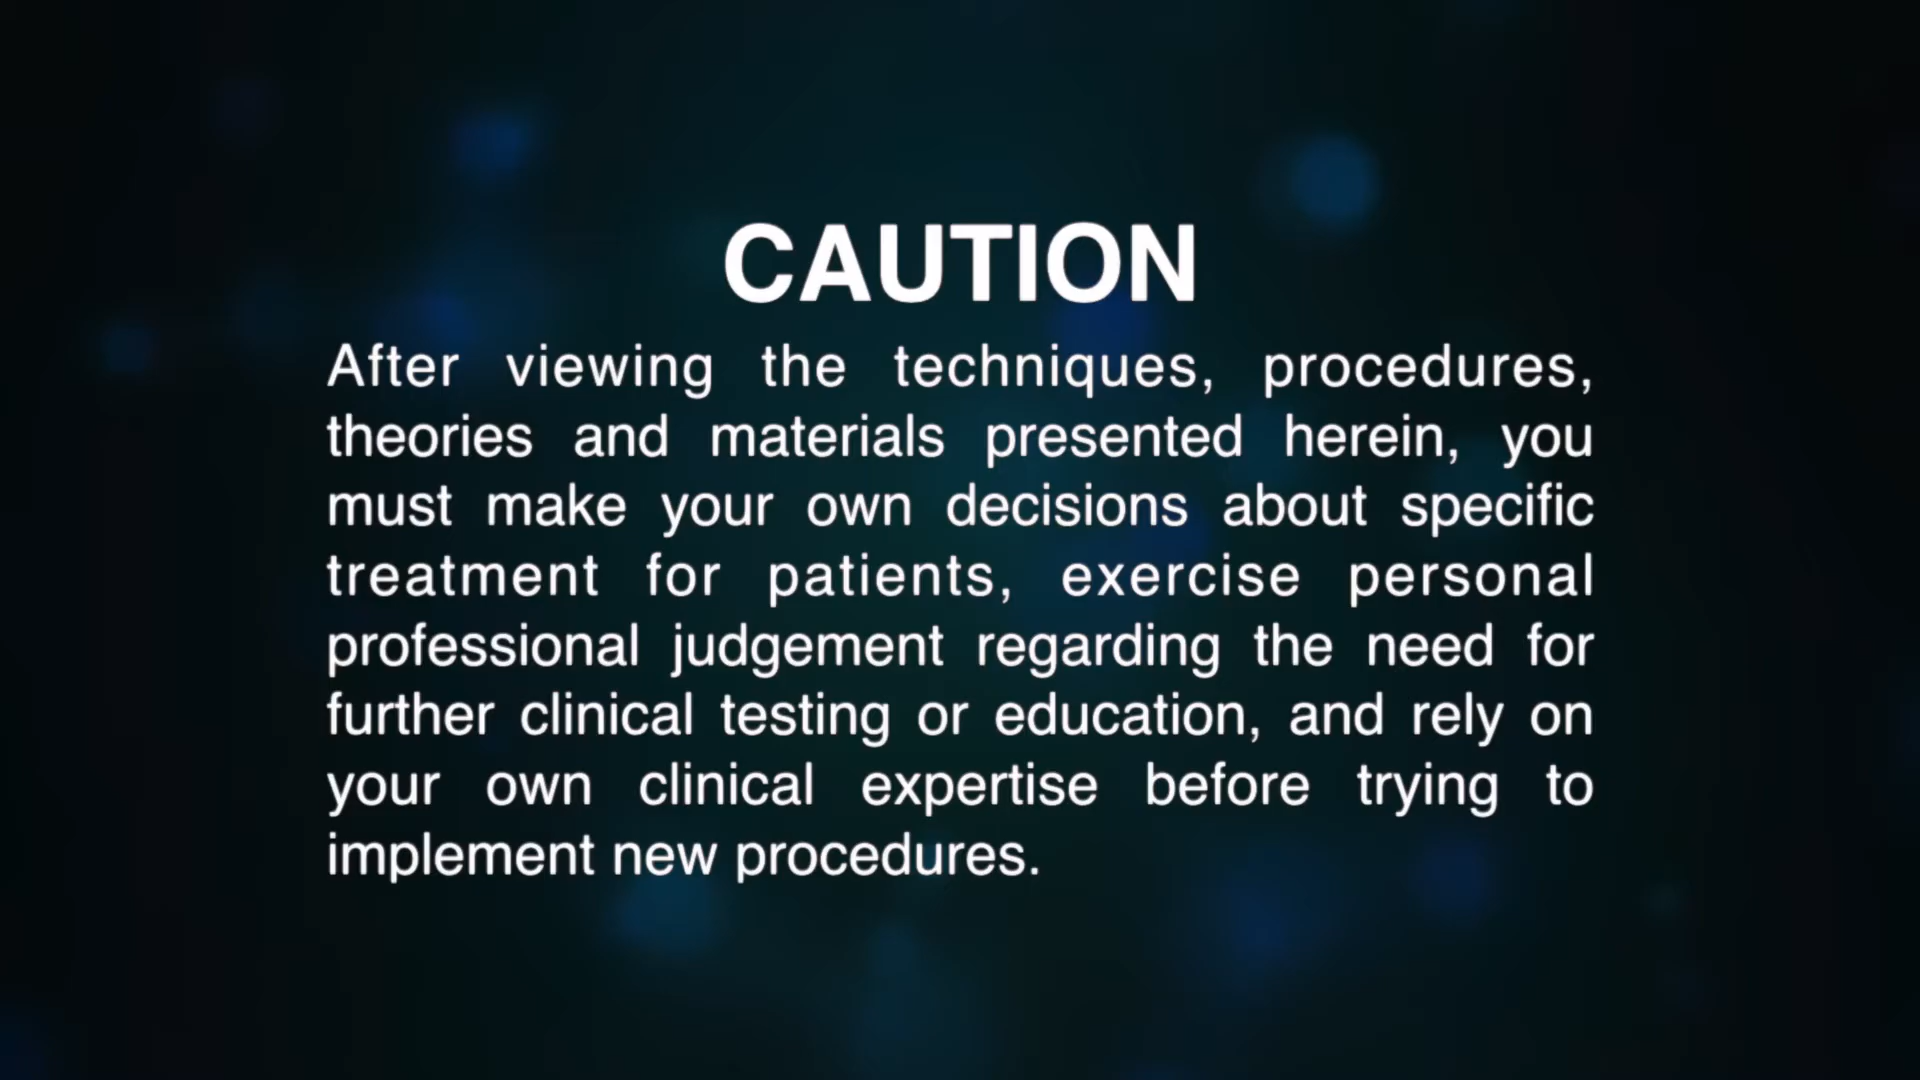 CAUTION
After viewing the techniques, procedures,
theories and materials presented herein, you
must make your own decisions about specific
treatment for patients, exercise personal
professional judgement regarding the need for
further clinical testing or education, and rely on
your own clinical expertise before trying to
implement new procedures.